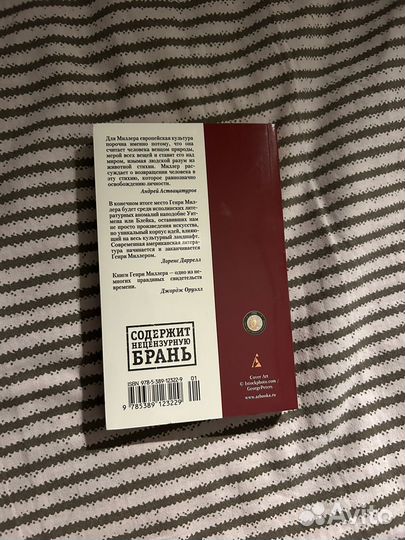 Для Миллера европейская культура
порочна именно потому, что она
считает человека венцом природы,
мерой всех вещей и ставит его над
миром, изымая людской разум из
животной стихии. Миллер рас-
суждает о возвращении человека в
эту стихию, которое равнозначно
освобождению личности.
Андрей Аствацатуров
В конечном итоге место Генри Мил-
лера будет среди исполинских лите-
ратурных аномалий наподобие Уит-
мена или Блейка, оставивших нам
не просто произведения искусства,
но уникальный корпус идей, влияю-
щий на весь культурный ландшафт.
Современная американская литера-
тура начинается и заканчивается
Генри Миллером.
Лоренс Даррелл
Книги Генри Миллера — одно из не-
многих правдивых свидетельств
времени.
Джордж Оруэлл
СОДЕРЖИТ
НЕЦЕНЗУРНУЮ
БРАНЬ
ISBN 978-5-389-12322-9
01
9 785389 123229
Cover Art
© Istockphoto.com
GeorgePeters
www.azbooka.ru
Avito